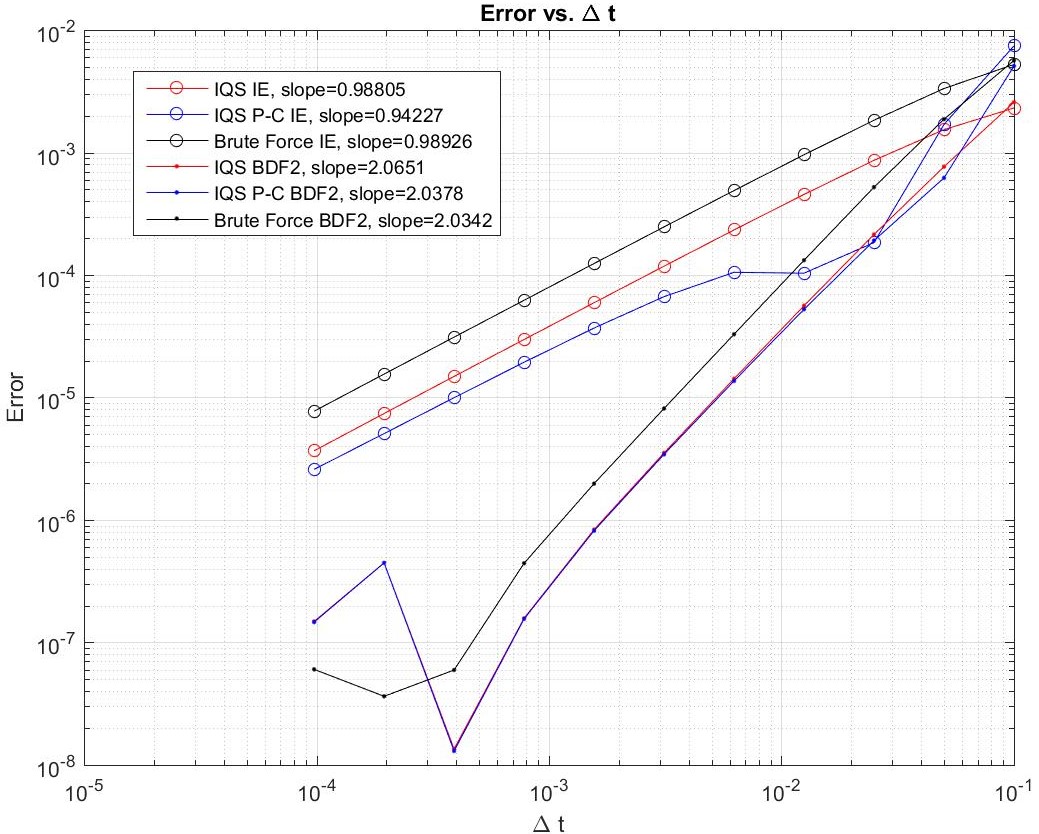 Error vs. Δ t
IQS IE, slope=0.98805
IQS P-C IE, slope=0.94227
Brute Force IE, slope=0.98926
IQS BDF2, slope=2.0651
IQS P-C BDF2, slope=2.0378
Brute Force BDF2, slope=2.0342
Error
10^-2
10^-3
10^-4
10^-5
10^-6
10^-7
10^-8
10^-5 10^-4 10^-3 10^-2 10^-1
Δ t